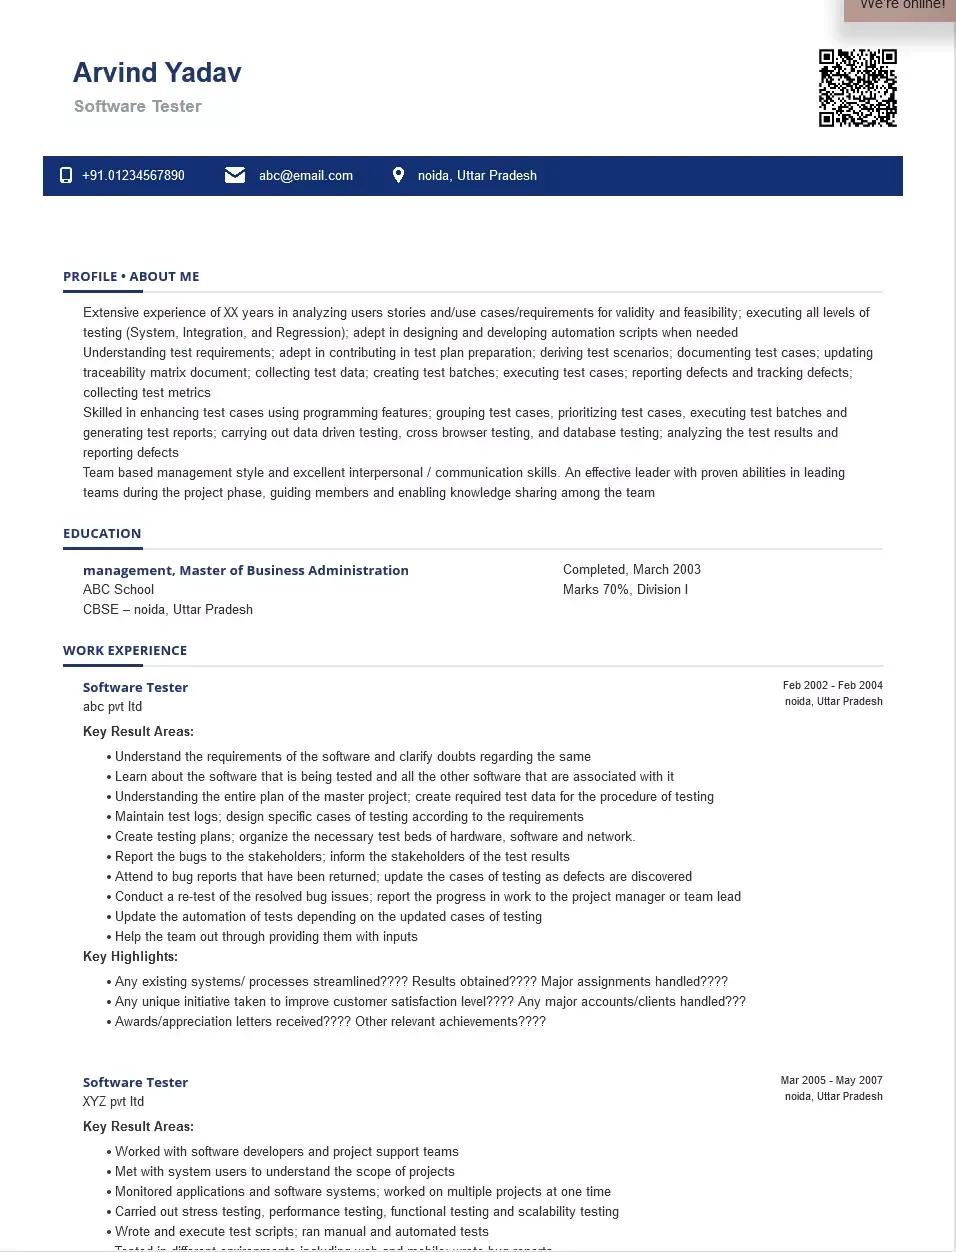 We're online!
Arvind Yadav
Software Tester
+91.01234567890 abc@email.com noida, Uttar Pradesh
PROFILE • ABOUT ME
Extensive experience of XX years in analyzing users stories and/use cases/requirements for validity and feasibility; executing all levels of
testing (System, Integration, and Regression); adept in designing and developing automation scripts when needed
Understanding test requirements; adept in contributing in test plan preparation; deriving test scenarios; documenting test cases; updating
traceability matrix document; collecting test data; creating test batches; executing test cases; reporting defects and tracking defects;
collecting test metrics
Skilled in enhancing test cases using programming features; grouping test cases, prioritizing test cases, executing test batches and
generating test reports; carrying out data driven testing, cross browser testing, and database testing; analyzing the test results and
reporting defects
Team based management style and excellent interpersonal / communication skills. An effective leader with proven abilities in leading
teams during the project phase, guiding members and enabling knowledge sharing among the team
EDUCATION
management, Master of Business Administration Completed, March 2003
ABC School Marks 70%, Division I
CBSE – noida, Uttar Pradesh
WORK EXPERIENCE
Software Tester Feb 2002 - Feb 2004
abc pvt ltd noida, Uttar Pradesh
Key Result Areas:
• Understand the requirements of the software and clarify doubts regarding the same
• Learn about the software that is being tested and all the other software that are associated with it
• Understanding the entire plan of the master project; create required test data for the procedure of testing
• Maintain test logs; design specific cases of testing according to the requirements
• Create testing plans; organize the necessary test beds of hardware, software and network.
• Report the bugs to the stakeholders; inform the stakeholders of the test results
• Attend to bug reports that have been returned; update the cases of testing as defects are discovered
• Conduct a re-test of the resolved bug issues; report the progress in work to the project manager or team lead
• Update the automation of tests depending on the updated cases of testing
• Help the team out through providing them with inputs
Key Highlights:
• Any existing systems/ processes streamlined???? Results obtained???? Major assignments handled????
• Any unique initiative taken to improve customer satisfaction level???? Any major accounts/clients handled???
• Awards/appreciation letters received???? Other relevant achievements????
Software Tester Mar 2005 - May 2007
XYZ pvt ltd noida, Uttar Pradesh
Key Result Areas:
• Worked with software developers and project support teams
• Met with system users to understand the scope of projects
• Monitored applications and software systems; worked on multiple projects at one time
• Carried out stress testing, performance testing, functional testing and scalability testing
• Wrote and execute test scripts; ran manual and automated tests
• Tested in different environments including web and mobile; wrote bug reports